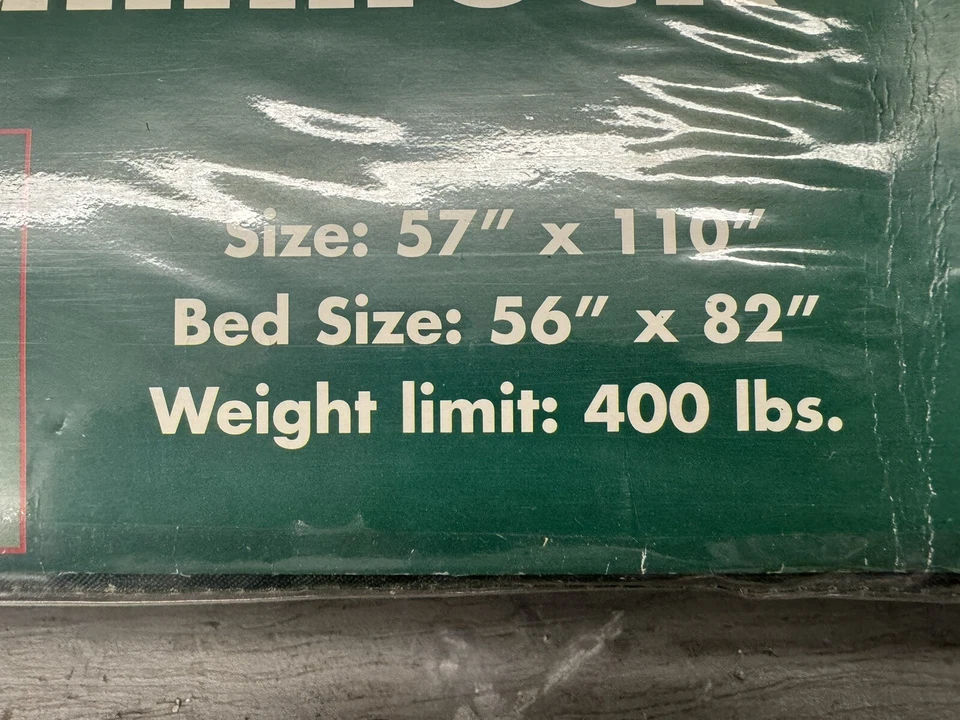 Size: 57” x 110”
Bed Size: 56” x 82”
Weight limit: 400 lbs.